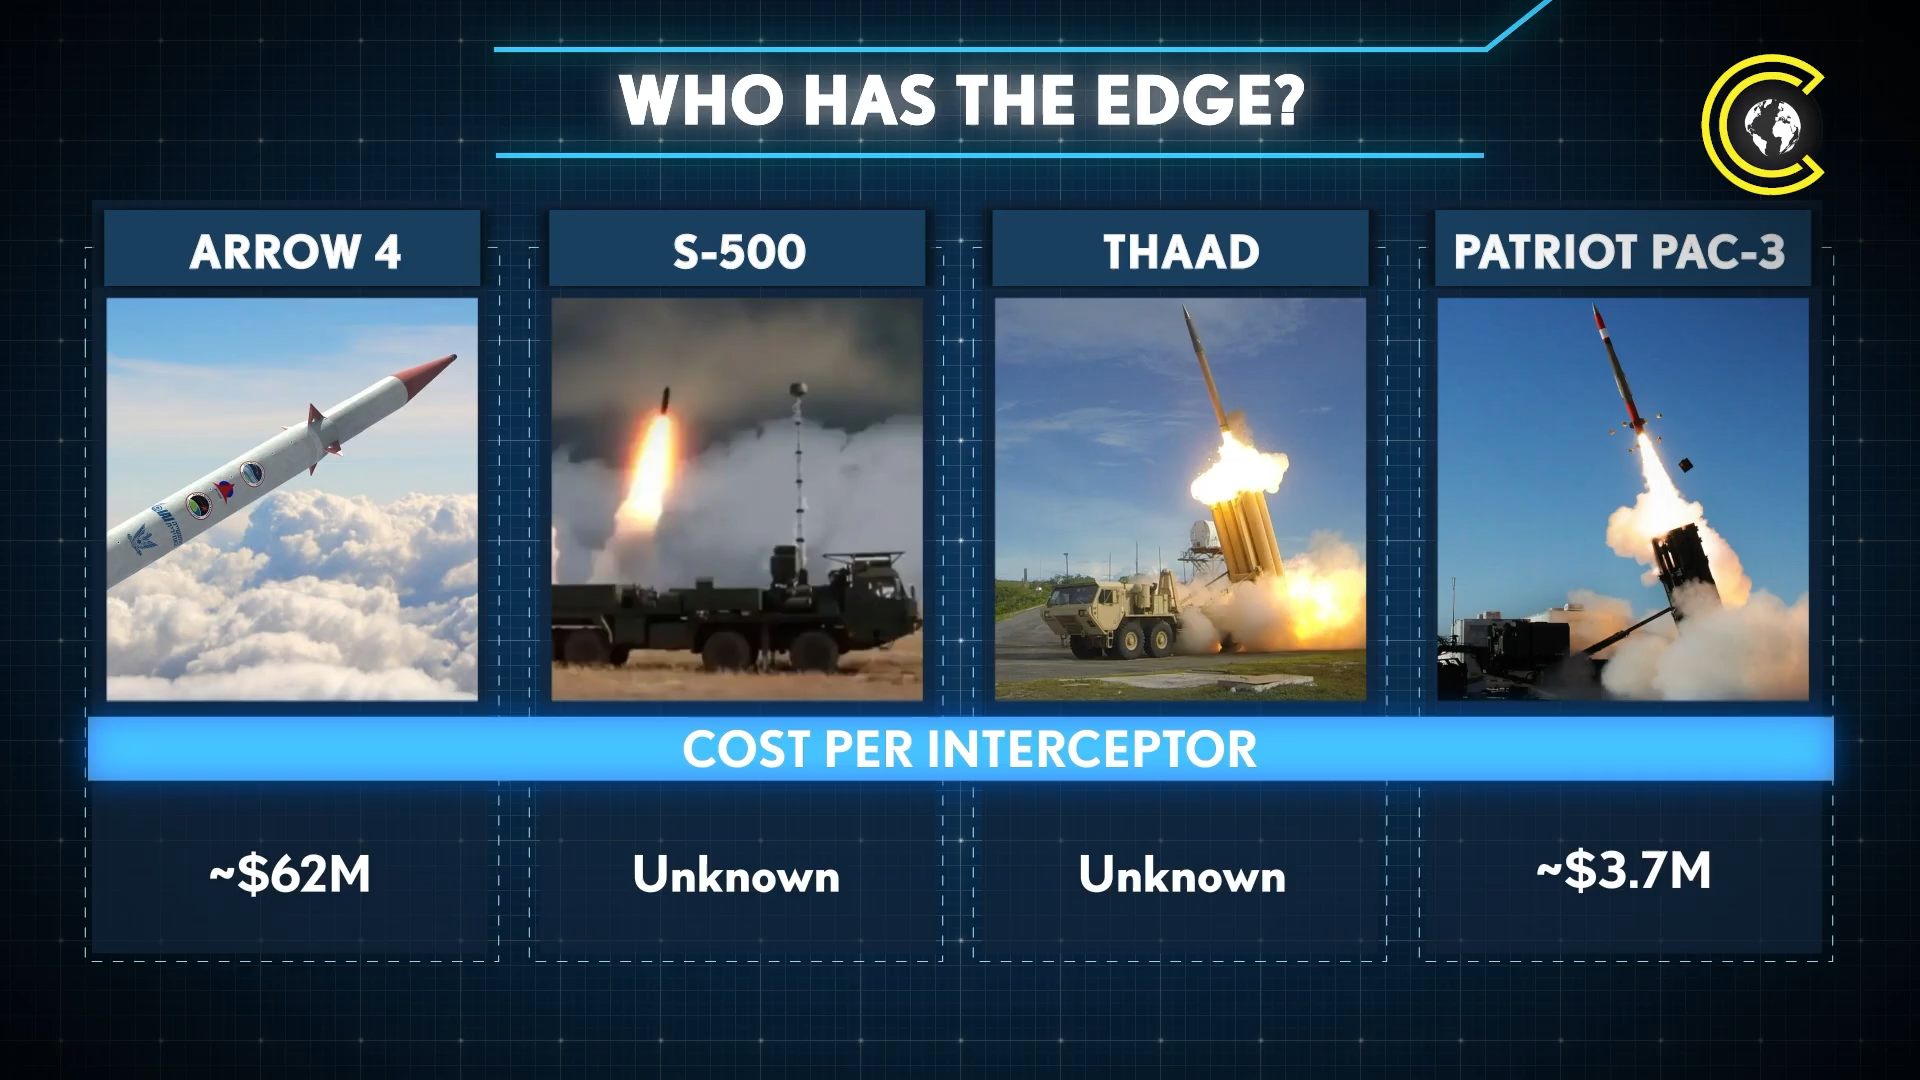 WHO HAS THE EDGE?
ARROW 4
S-500
THAAD
PATRIOT PAC-3
COST PER INTERCEPTOR
~$62M
Unknown
Unknown
~$3.7M